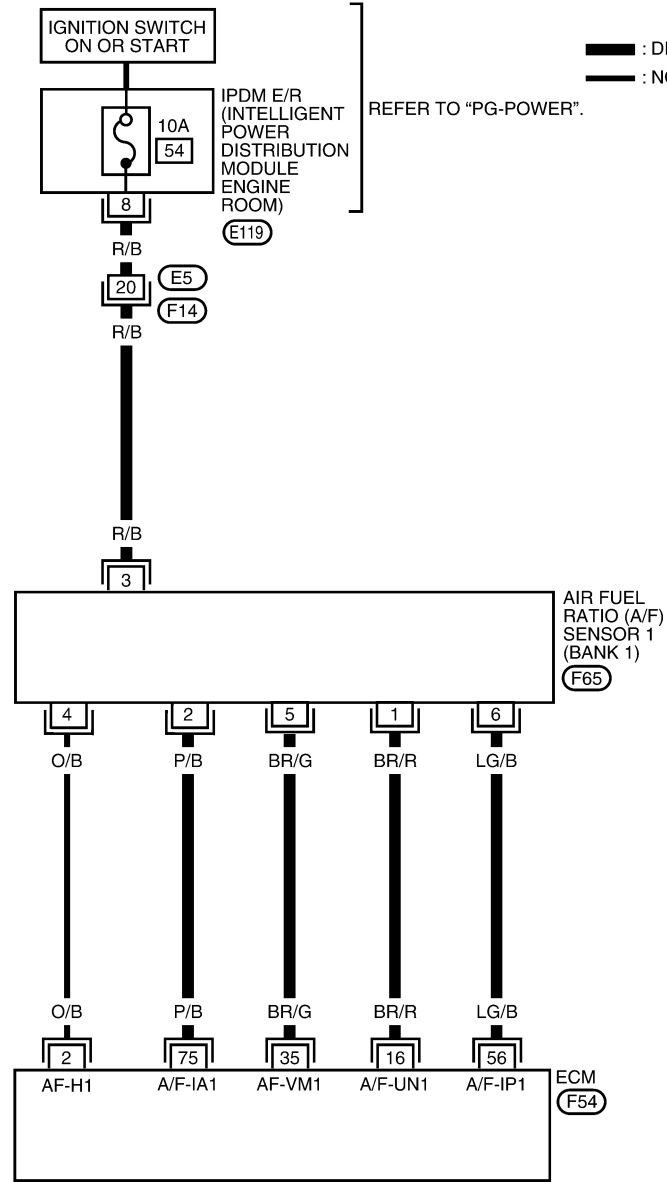 IGNITION SWITCH
ON OR START
IPDM E/R
(INTELLIGENT
POWER
DISTRIBUTION
MODULE
ENGINE
ROOM)
E119
10A
54
REFER TO “PG-POWER”.
8
R/B
20
E5
F14
R/B
R/B
3
AIR FUEL
RATIO (A/F)
SENSOR 1
(BANK 1)
F65
4 2 5 1 6
O/B P/B BR/G BR/R LG/B
O/B P/B BR/G BR/R LG/B
2 75 35 16 56
AF-H1 A/F-IA1 AF-VM1 A/F-UN1 A/F-IP1
ECM
F54